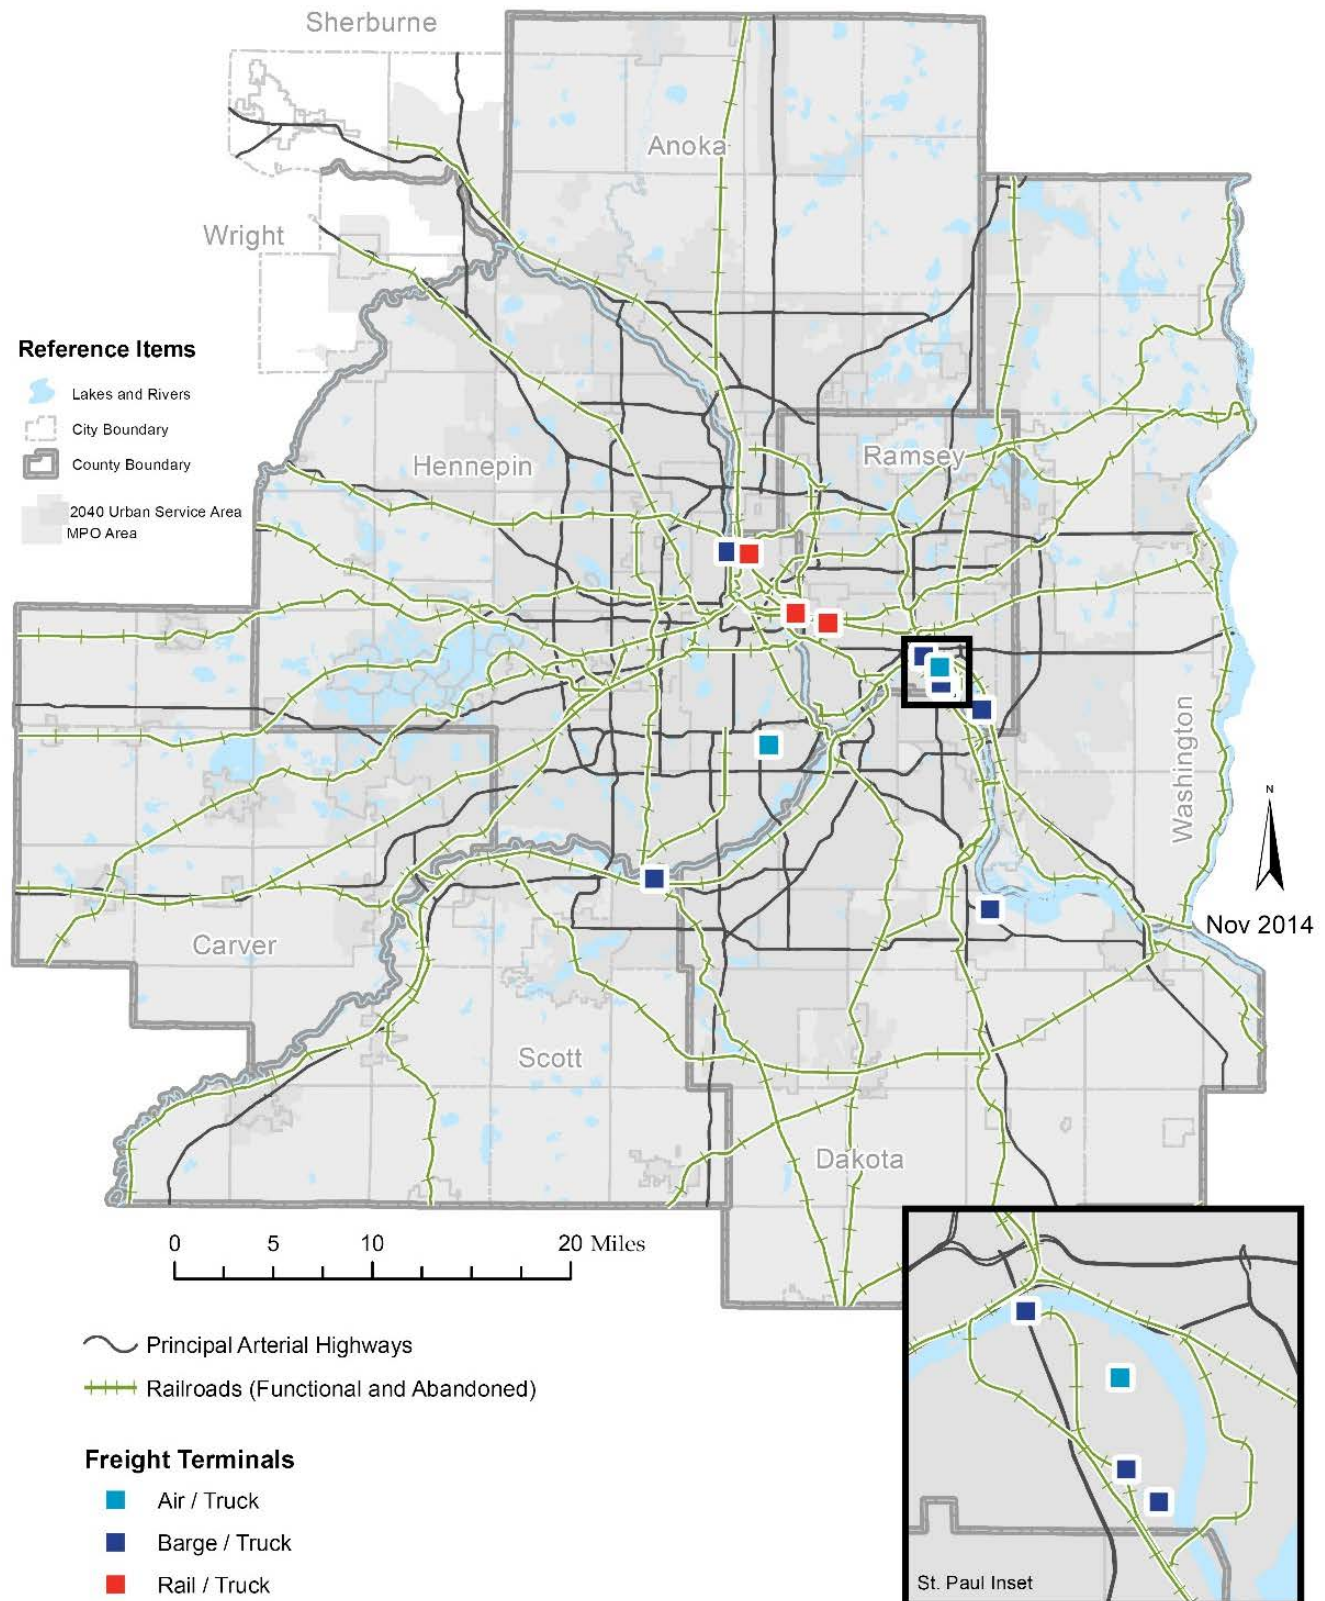 Sherburne
Anoka
Wright
Reference Items
Lakes and Rivers
City Boundary
County Boundary
2040 Urban Service Area
MPO Area
Hennepin
Ramsey
Washington
N
Nov 2014
Carver
Scott
Dakota
0 5 10 20 Miles
Principal Arterial Highways
Railroads (Functional and Abandoned)
Freight Terminals
Air / Truck
Barge / Truck
Rail / Truck
St. Paul Inset